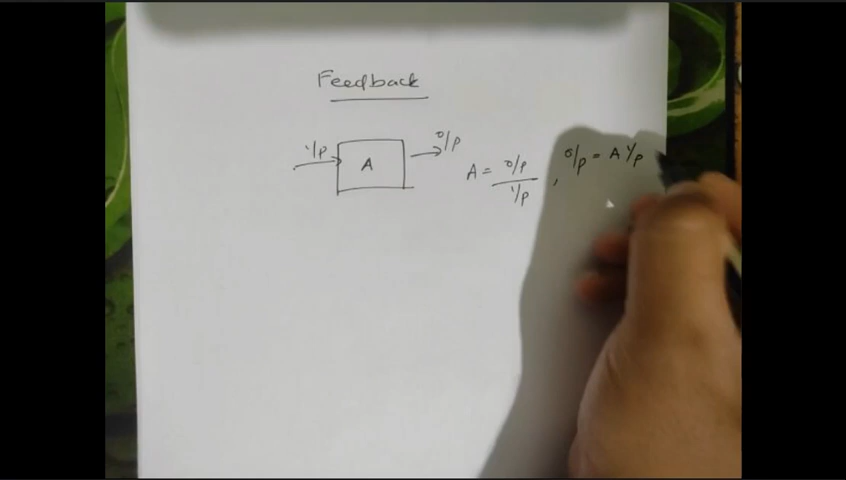 Feedback
i/p A o/p
A = o/p / i/p , o/p = A i/p